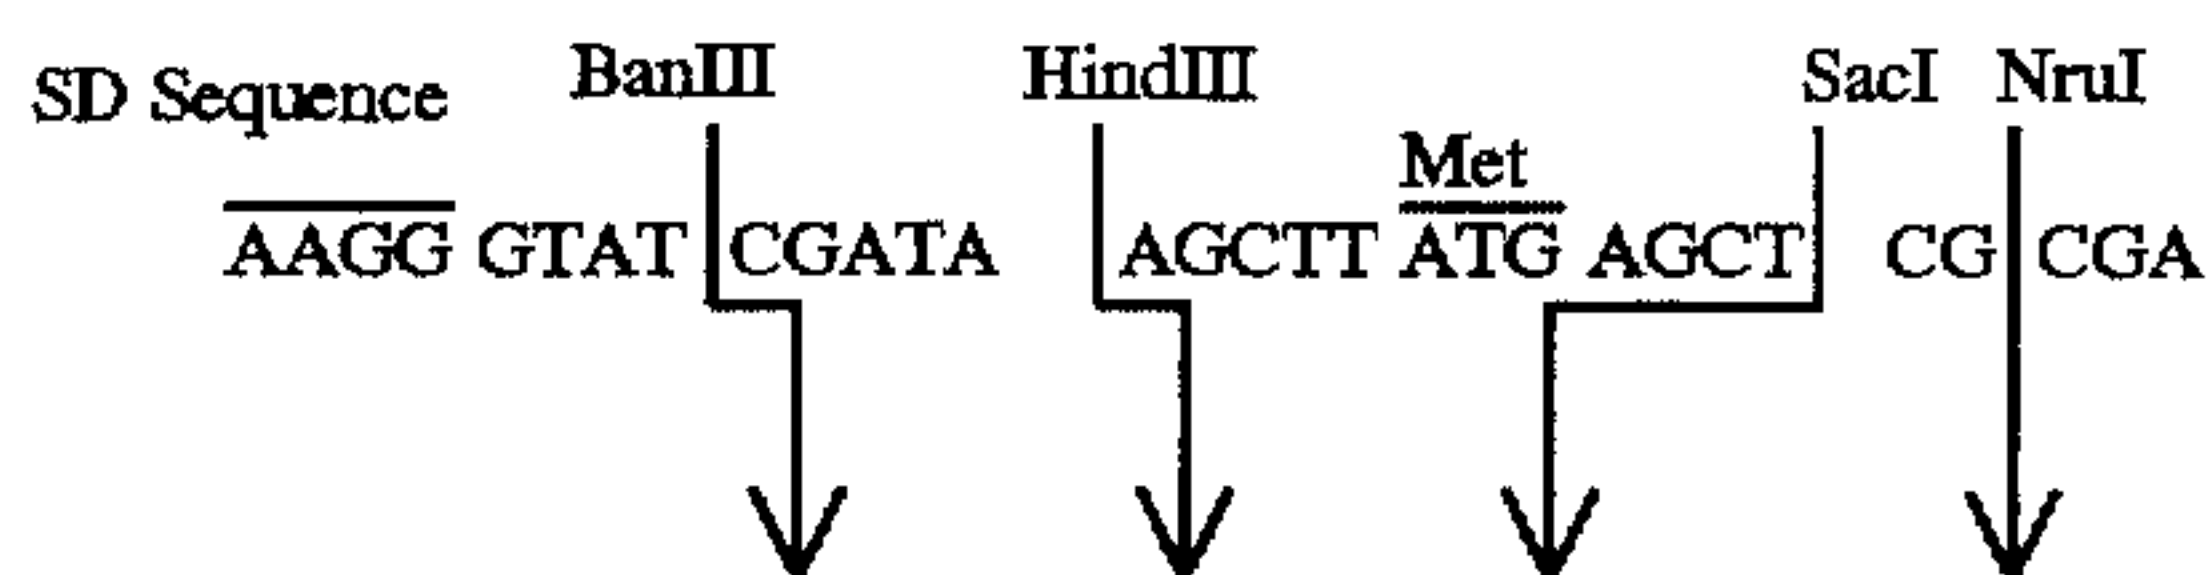 SD Sequence BanIII HindIII SacI NruI
Met
AAGG GTAT CGATA AGCTT ATG AGCT CG CGA